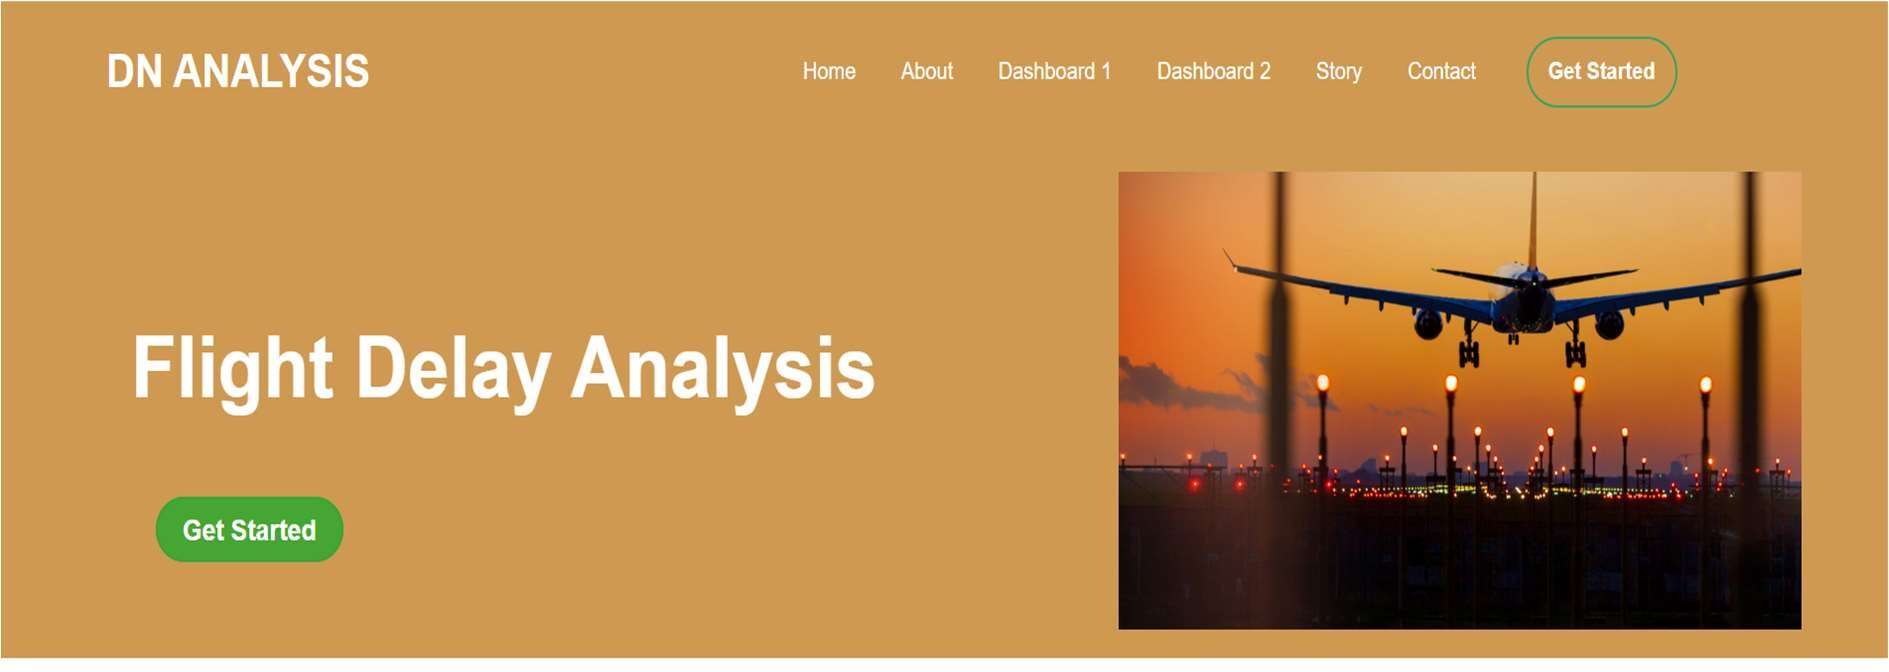 DN ANALYSIS
Home About Dashboard 1 Dashboard 2 Story Contact Get Started
Flight Delay Analysis
Get Started